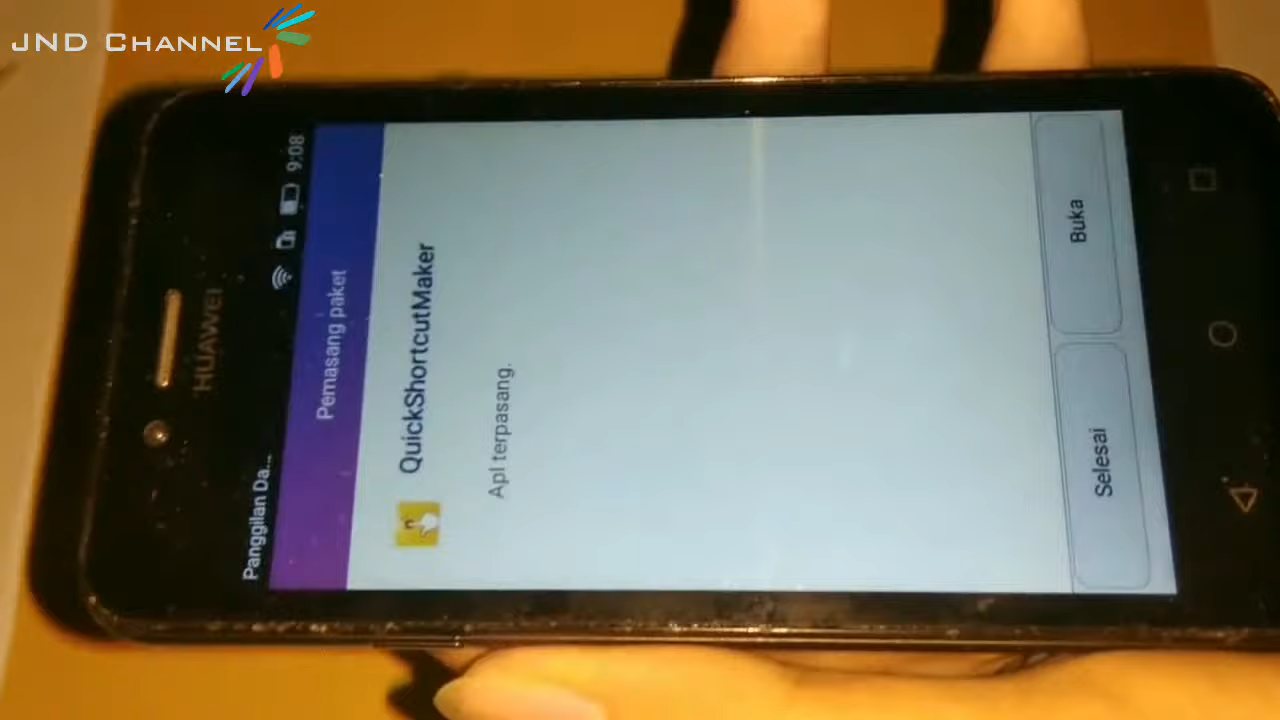 JND CHANNEL
HUAWEI
Panggilan Da... 9:08
Pemasang paket
QuickShortcutMaker
Apl terpasang.
Selesai
Buka